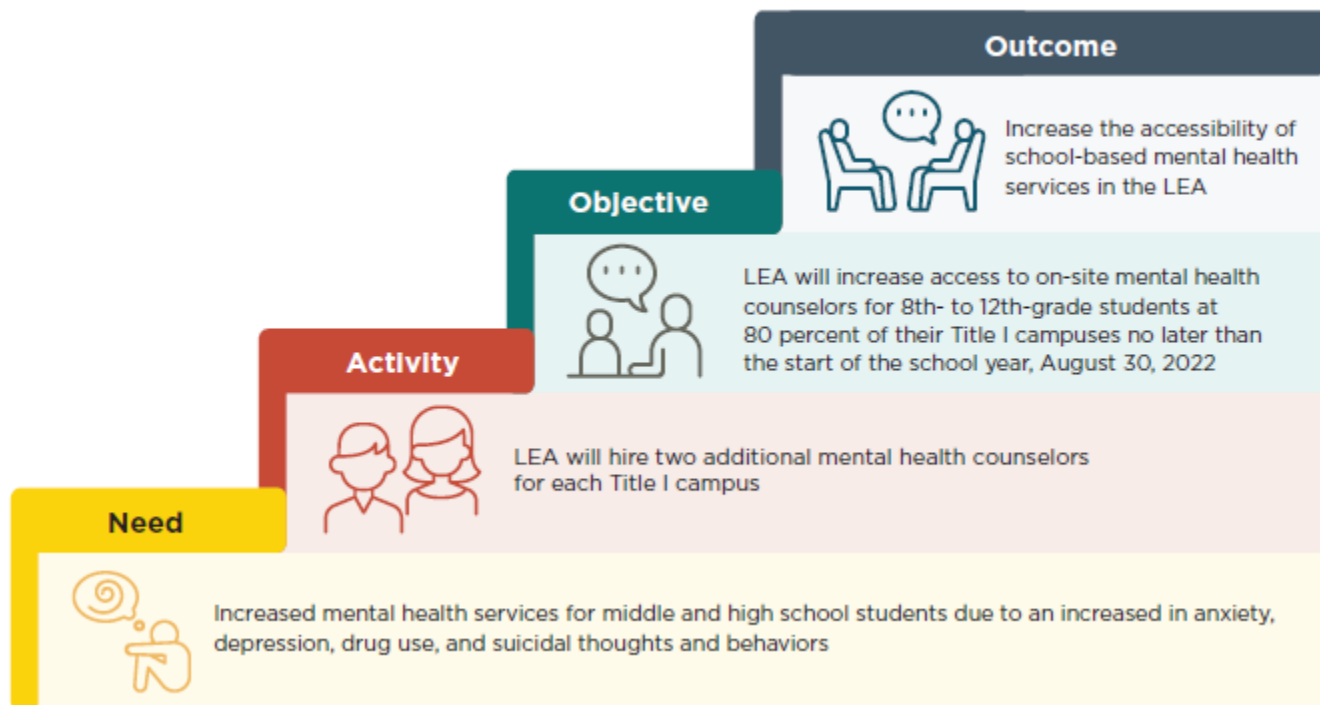 Outcome
Increase the accessibility of
school-based mental health
services in the LEA
Objective
LEA will increase access to on-site mental health
counselors for 8th- to 12th-grade students at
80 percent of their Title I campuses no later than
the start of the school year, August 30, 2022
Activity
LEA will hire two additional mental health counselors
for each Title I campus
Need
Increased mental health services for middle and high school students due to an increased in anxiety,
depression, drug use, and suicidal thoughts and behaviors